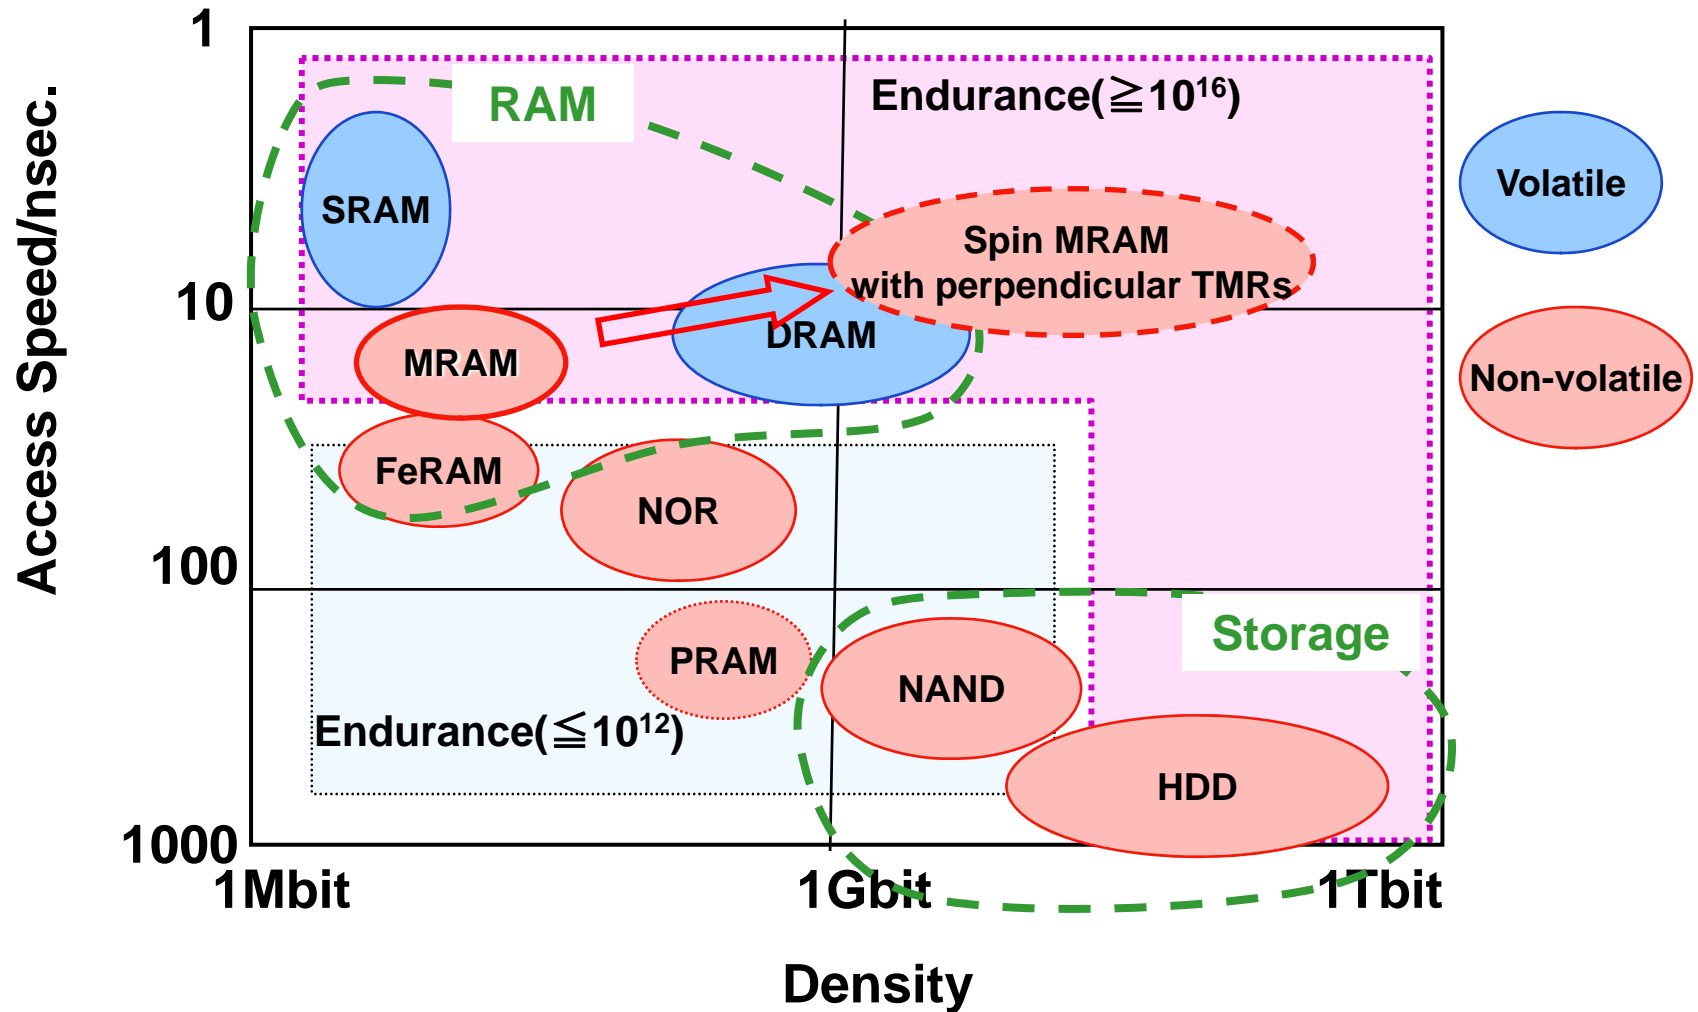 Access Speed/nsec.
1
10
100
1000
RAM
Endurance(≧10¹⁶)
SRAM
Spin MRAM
with perpendicular TMRs
DRAM
MRAM
FeRAM
NOR
PRAM
NAND
Storage
Endurance(≦10¹²)
HDD
Volatile
Non-volatile
1Mbit
1Gbit
1Tbit
Density